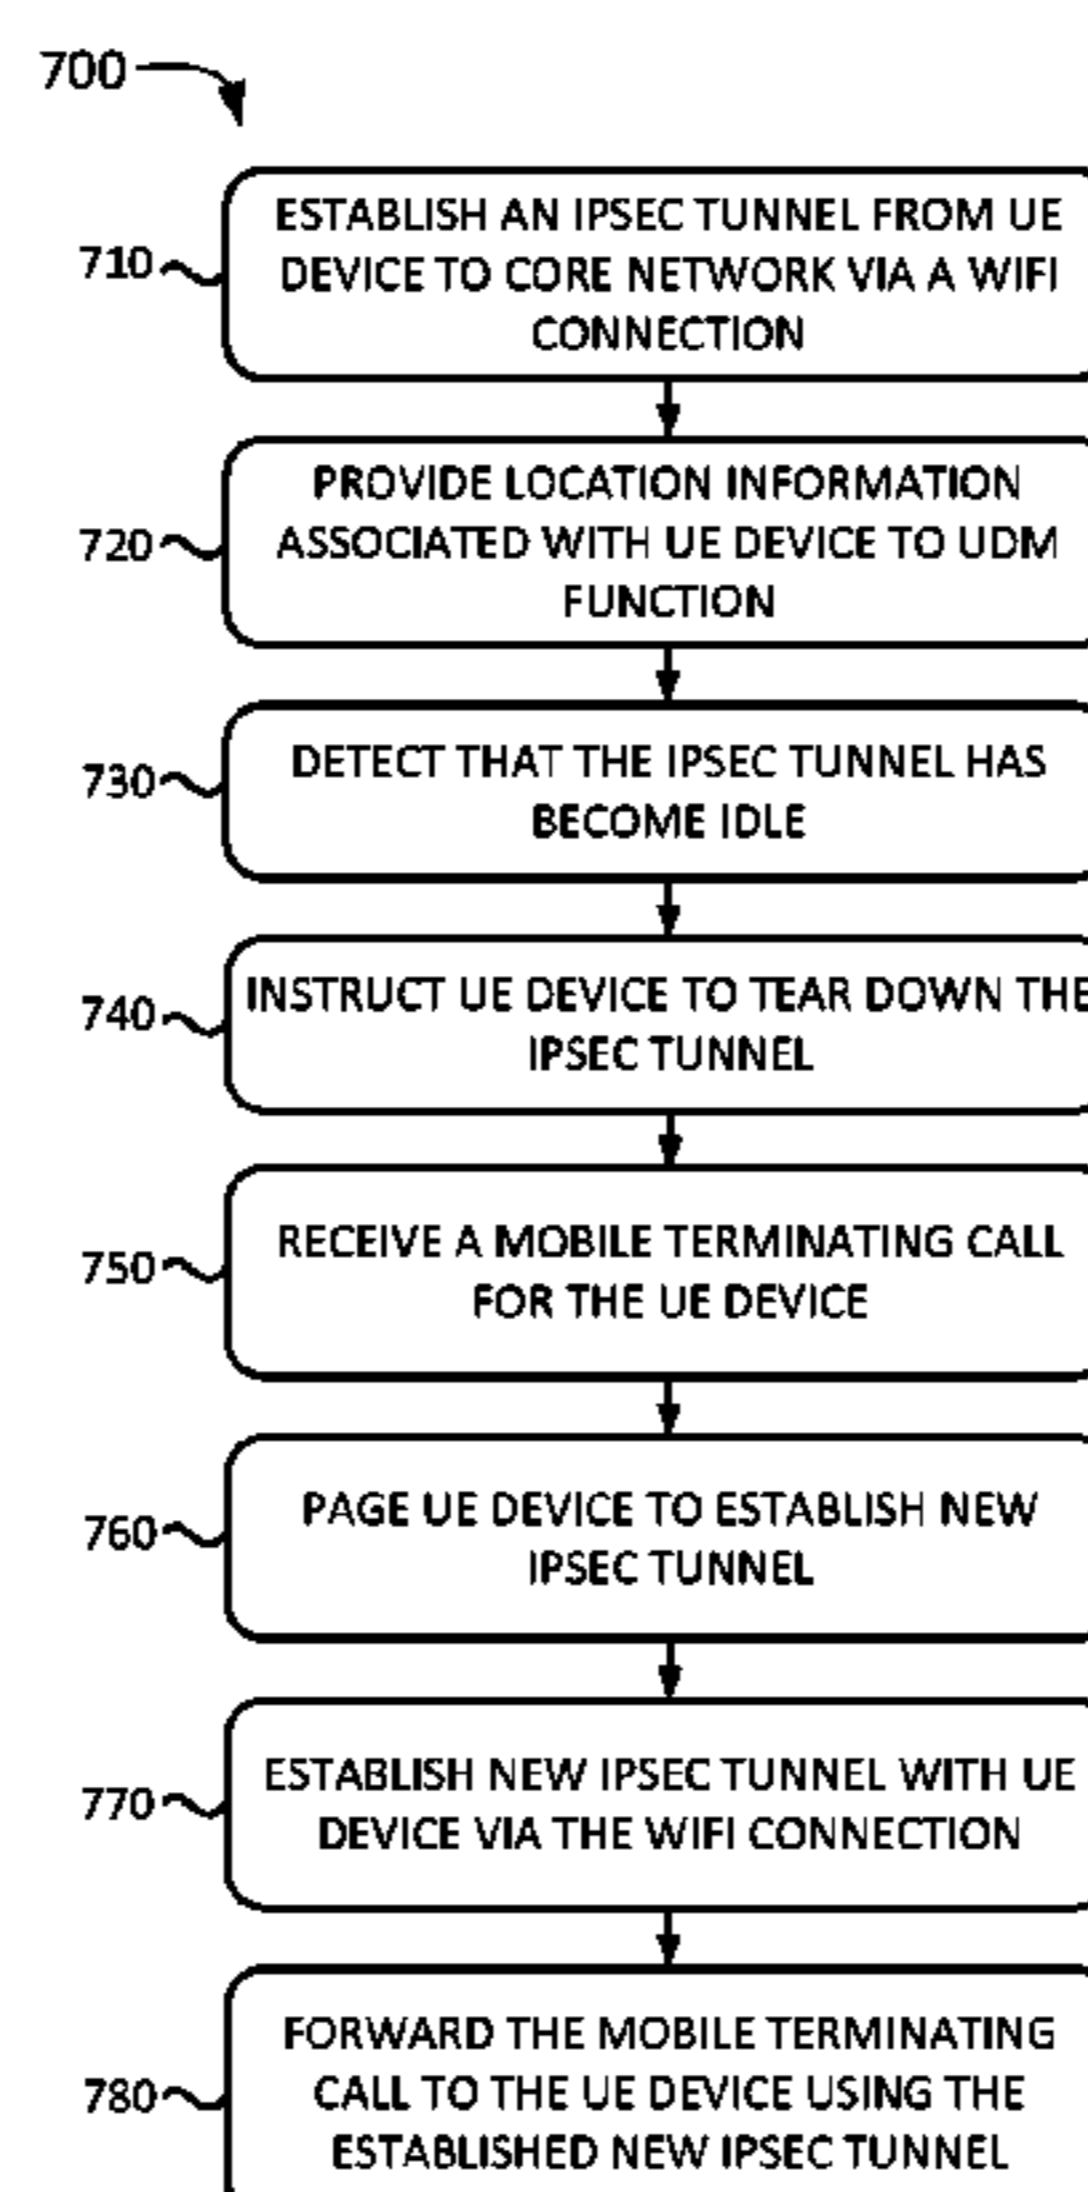 700
710
ESTABLISH AN IPSEC TUNNEL FROM UE
DEVICE TO CORE NETWORK VIA A WIFI
CONNECTION
720
PROVIDE LOCATION INFORMATION
ASSOCIATED WITH UE DEVICE TO UDM
FUNCTION
730
DETECT THAT THE IPSEC TUNNEL HAS
BECOME IDLE
740
INSTRUCT UE DEVICE TO TEAR DOWN THE
IPSEC TUNNEL
750
RECEIVE A MOBILE TERMINATING CALL
FOR THE UE DEVICE
760
PAGE UE DEVICE TO ESTABLISH NEW
IPSEC TUNNEL
770
ESTABLISH NEW IPSEC TUNNEL WITH UE
DEVICE VIA THE WIFI CONNECTION
780
FORWARD THE MOBILE TERMINATING
CALL TO THE UE DEVICE USING THE
ESTABLISHED NEW IPSEC TUNNEL